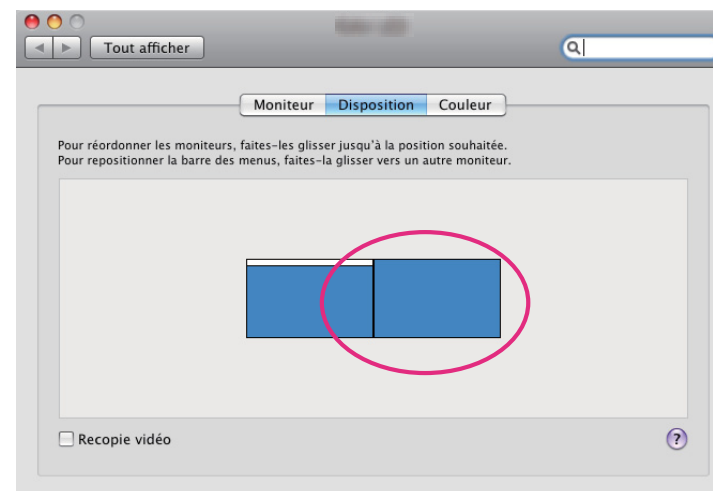 Tout afficher
Moniteur Disposition Couleur
Pour réordonner les moniteurs, faites-les glisser jusqu'à la position souhaitée.
Pour repositionner la barre des menus, faites-la glisser vers un autre moniteur.
Recopie vidéo
?